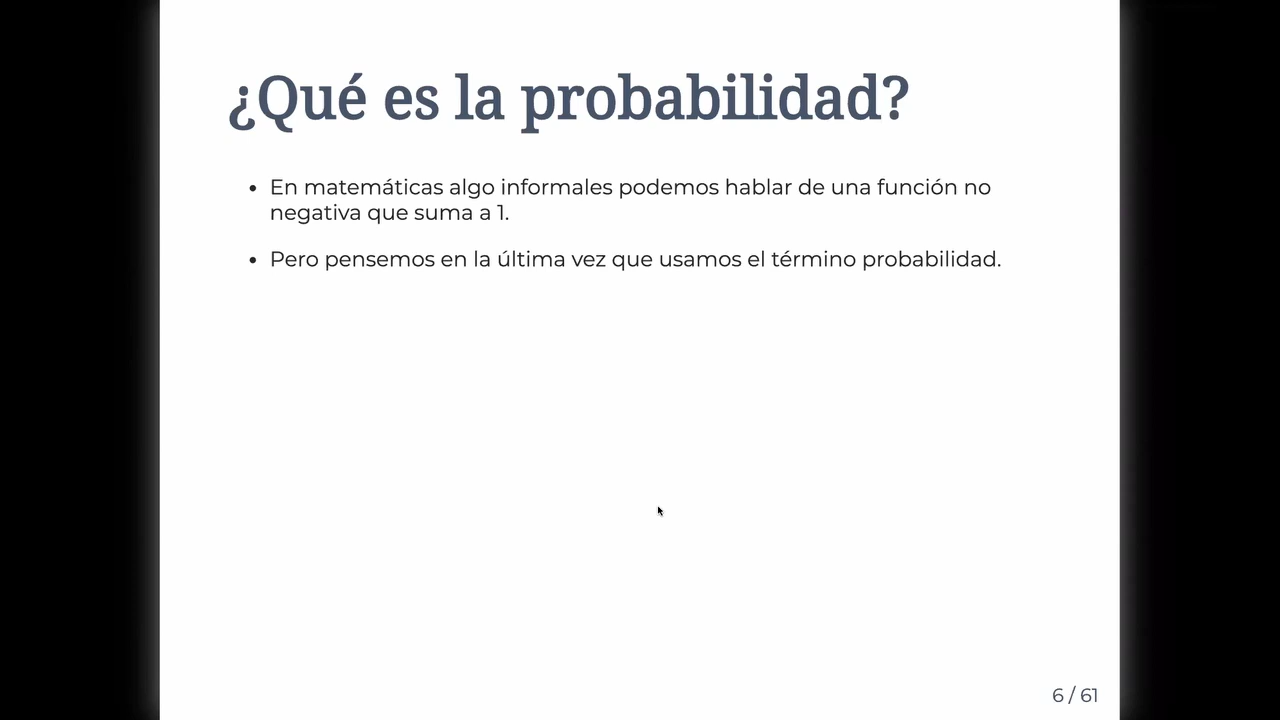 ¿Qué es la probabilidad?
• En matemáticas algo informales podemos hablar de una función no
negativa que suma a 1.
• Pero pensemos en la última vez que usamos el término probabilidad.
6 / 61